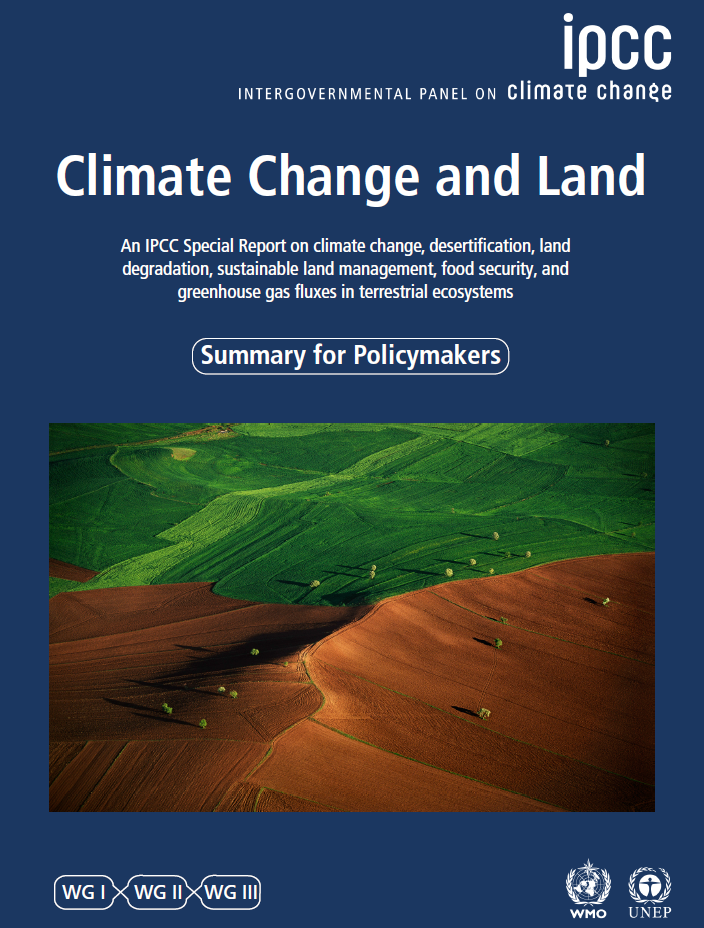 ipcc
INTERGOVERNMENTAL PANEL ON climate change
Climate Change and Land
An IPCC Special Report on climate change, desertification, land
degradation, sustainable land management, food security, and
greenhouse gas fluxes in terrestrial ecosystems
Summary for Policymakers
WG I WG II WG III
WMO UNEP